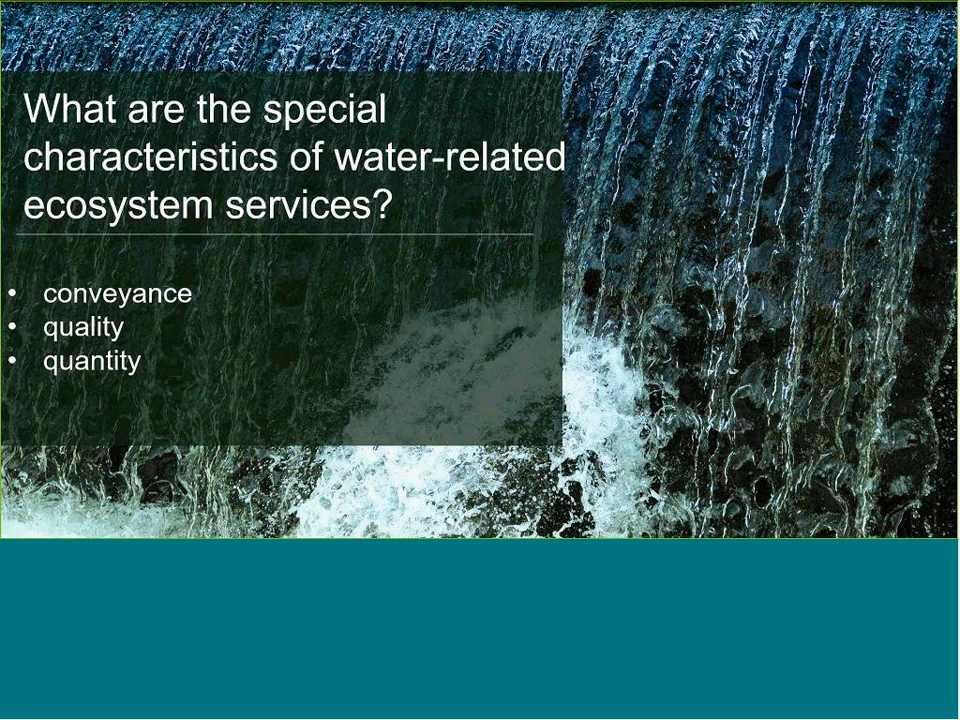 What are the special
characteristics of water-related
ecosystem services?
• conveyance
• quality
• quantity